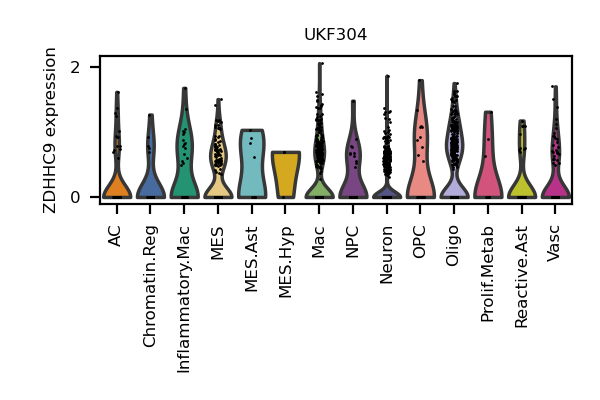 UKF304
ZDHHC9 expression
2
0
AC
Chromatin.Reg
Inflammatory.Mac
MES
MES.Ast
MES.Hyp
Mac
NPC
Neuron
OPC
Oligo
Prolif.Metab
Reactive.Ast
Vasc